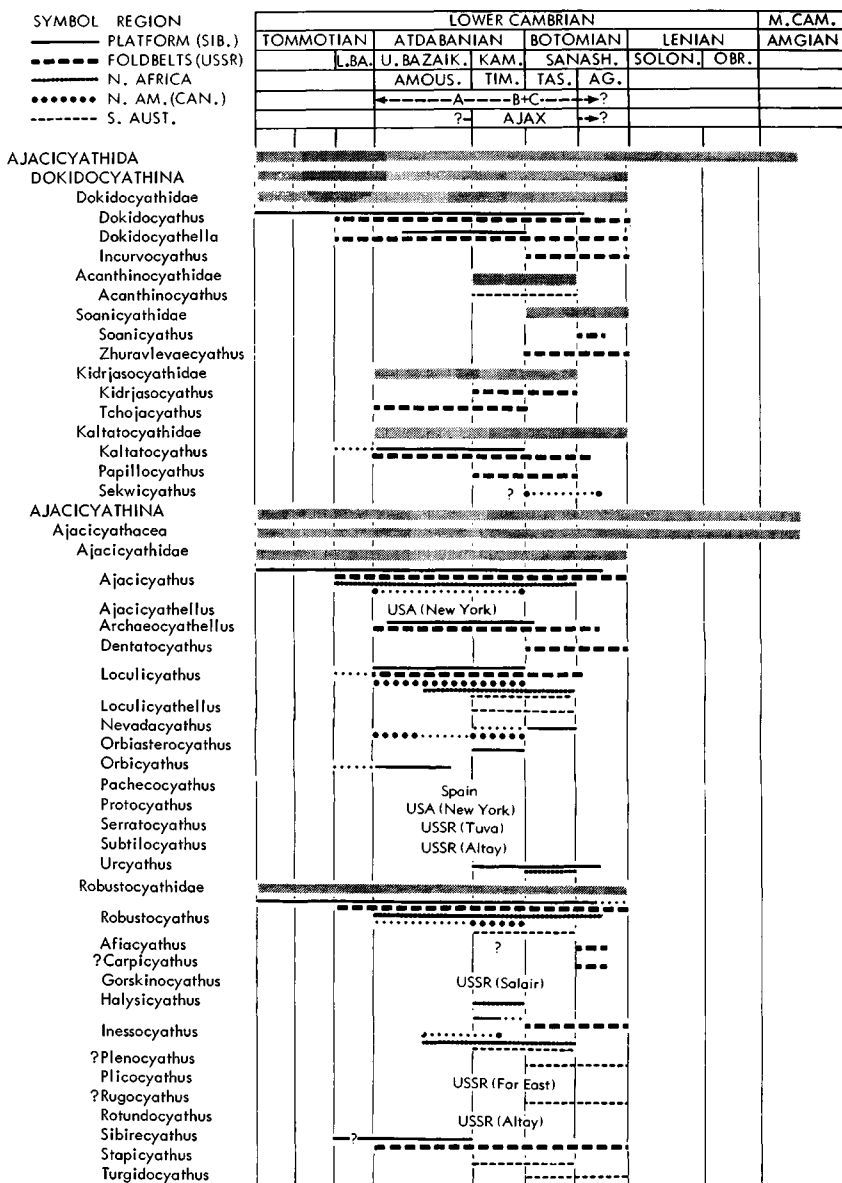 SYMBOL REGION LOWER CAMBRIAN M.CAM.
PLATFORM (SIB.) TOMMOTIAN ATDABANIAN BOTOMIAN LENIAN AMGIAN
FOLDBELTS (USSR) L.BA. U.BAZAIK. KAM. SANASH. SOLON. OBR.
N. AFRICA AMOUS. TIM. TAS. AG.
N. AM. (CAN.) A B+C ?
S. AUST. ? AJAX ?
AJACICYATHIDA
DOKIDOCYATHINA
Dokidocyathidae
Dokidocyathus
Dokidocyathella
Incurvocyathus
Acanthinocyathidae
Acanthinocyathus
Soanicyathidae
Soanicyathus
Zhuravlevaecyathus
Kidrjasocyathidae
Kidrjasocyathus
Tchojacyathus
Kaltatocyathidae
Kaltatocyathus
Papillocyathus
Sekwicyathus ?
AJACICYATHINA
Ajacicyathacea
Ajacicyathidae
Ajacicyathus
Ajacicyathellus USA (New York)
Archaeocyathellus
Dentatocyathus
Loculicyathus
Loculicyathellus
Nevadacyathus
Orbiasterocyathus
Orbicyathus
Pachecocyathus Spain
Protocyathus USA (New York)
Serratocyathus USSR (Tuva)
Subtilocyathus USSR (Altay)
Urcyathus
Robustocyathidae
Robustocyathus
Afiacyathus ?
?Carpicyathus
Gorskinocyathus USSR (Salair)
Halysicyathus
Inessocyathus
?Plenocyathus
Plicocyathus USSR (Far East)
?Rugocyathus
Rotundocyathus USSR (Altay)
Sibirecyathus ?
Stapicyathus
Turgidocyathus